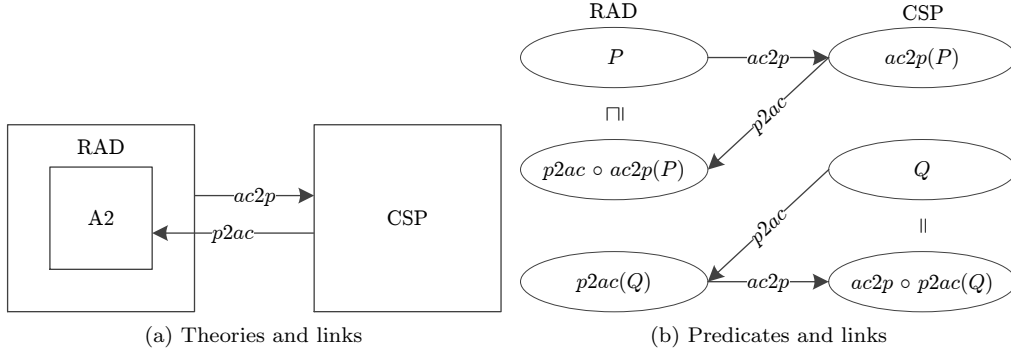 RAD
A2
ac2p
p2ac
CSP
(a) Theories and links
RAD
CSP
P
ac2p
ac2p(P)
p2ac
p2ac ∘ ac2p(P)
Q
p2ac
p2ac(Q)
ac2p
ac2p ∘ p2ac(Q)
(b) Predicates and links